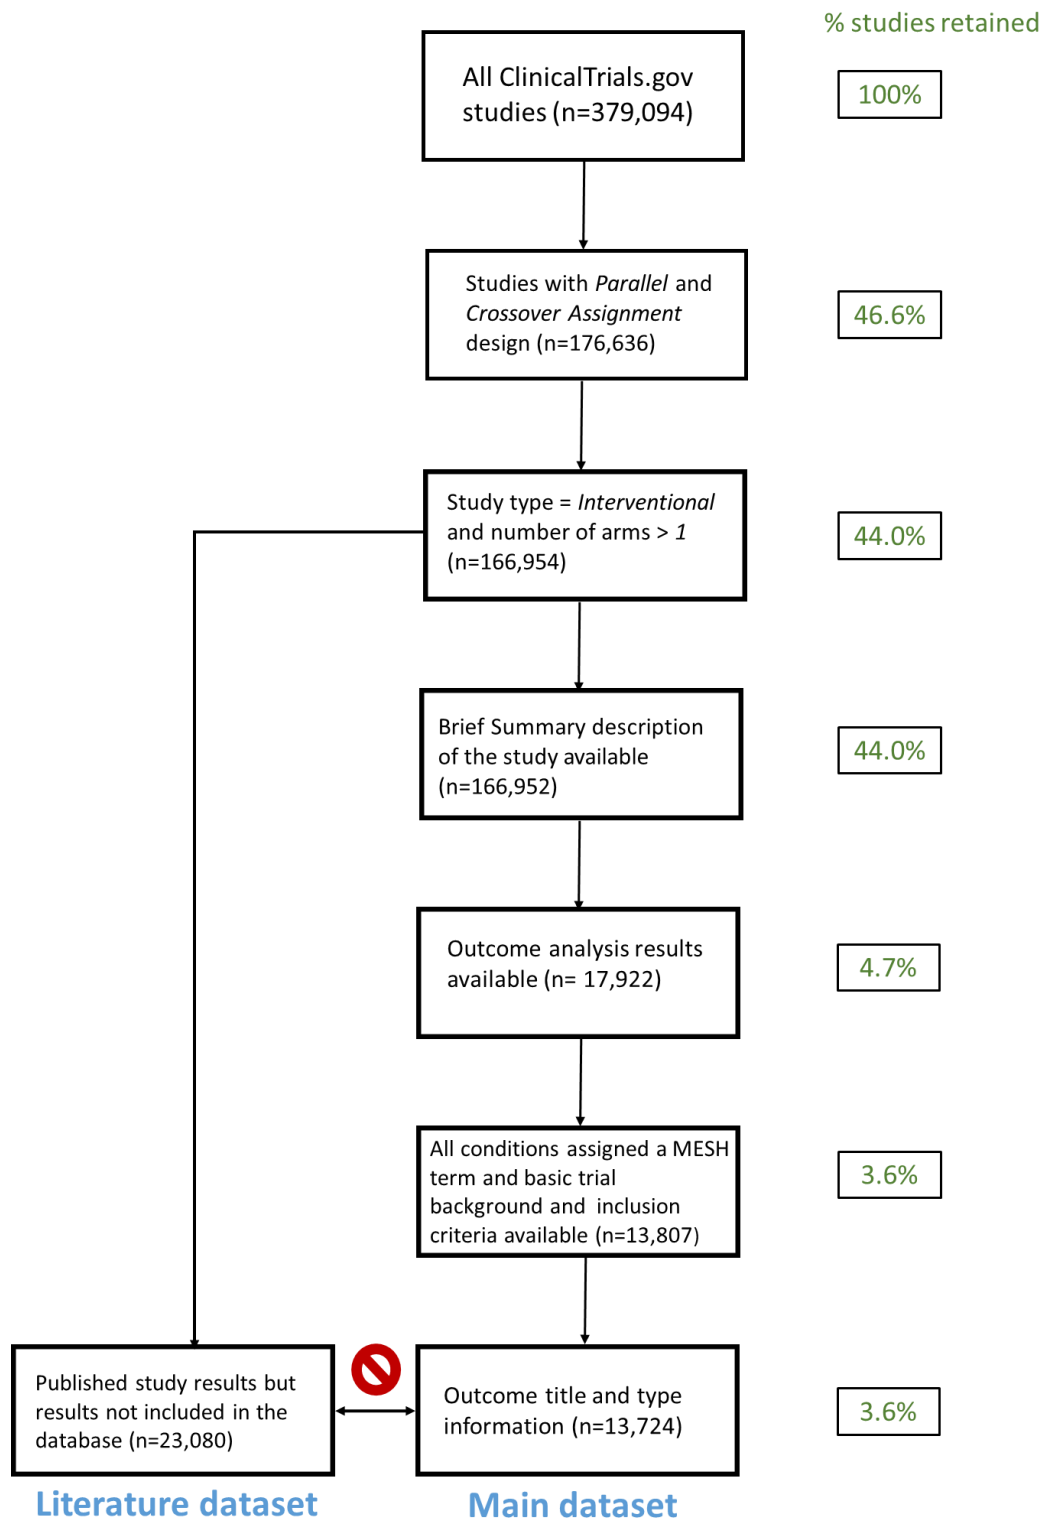 % studies retained
All ClinicalTrials.gov
studies (n=379,094)
100%
Studies with Parallel and
Crossover Assignment
design (n=176,636)
46.6%
Study type = Interventional
and number of arms > 1
(n=166,954)
44.0%
Brief Summary description
of the study available
(n=166,952)
44.0%
Outcome analysis results
available (n= 17,922)
4.7%
All conditions assigned a MESH
term and basic trial
background and inclusion
criteria available (n=13,807)
3.6%
Published study results but
results not included in the
database (n=23,080)
Outcome title and type
information (n=13,724)
3.6%
Literature dataset
Main dataset